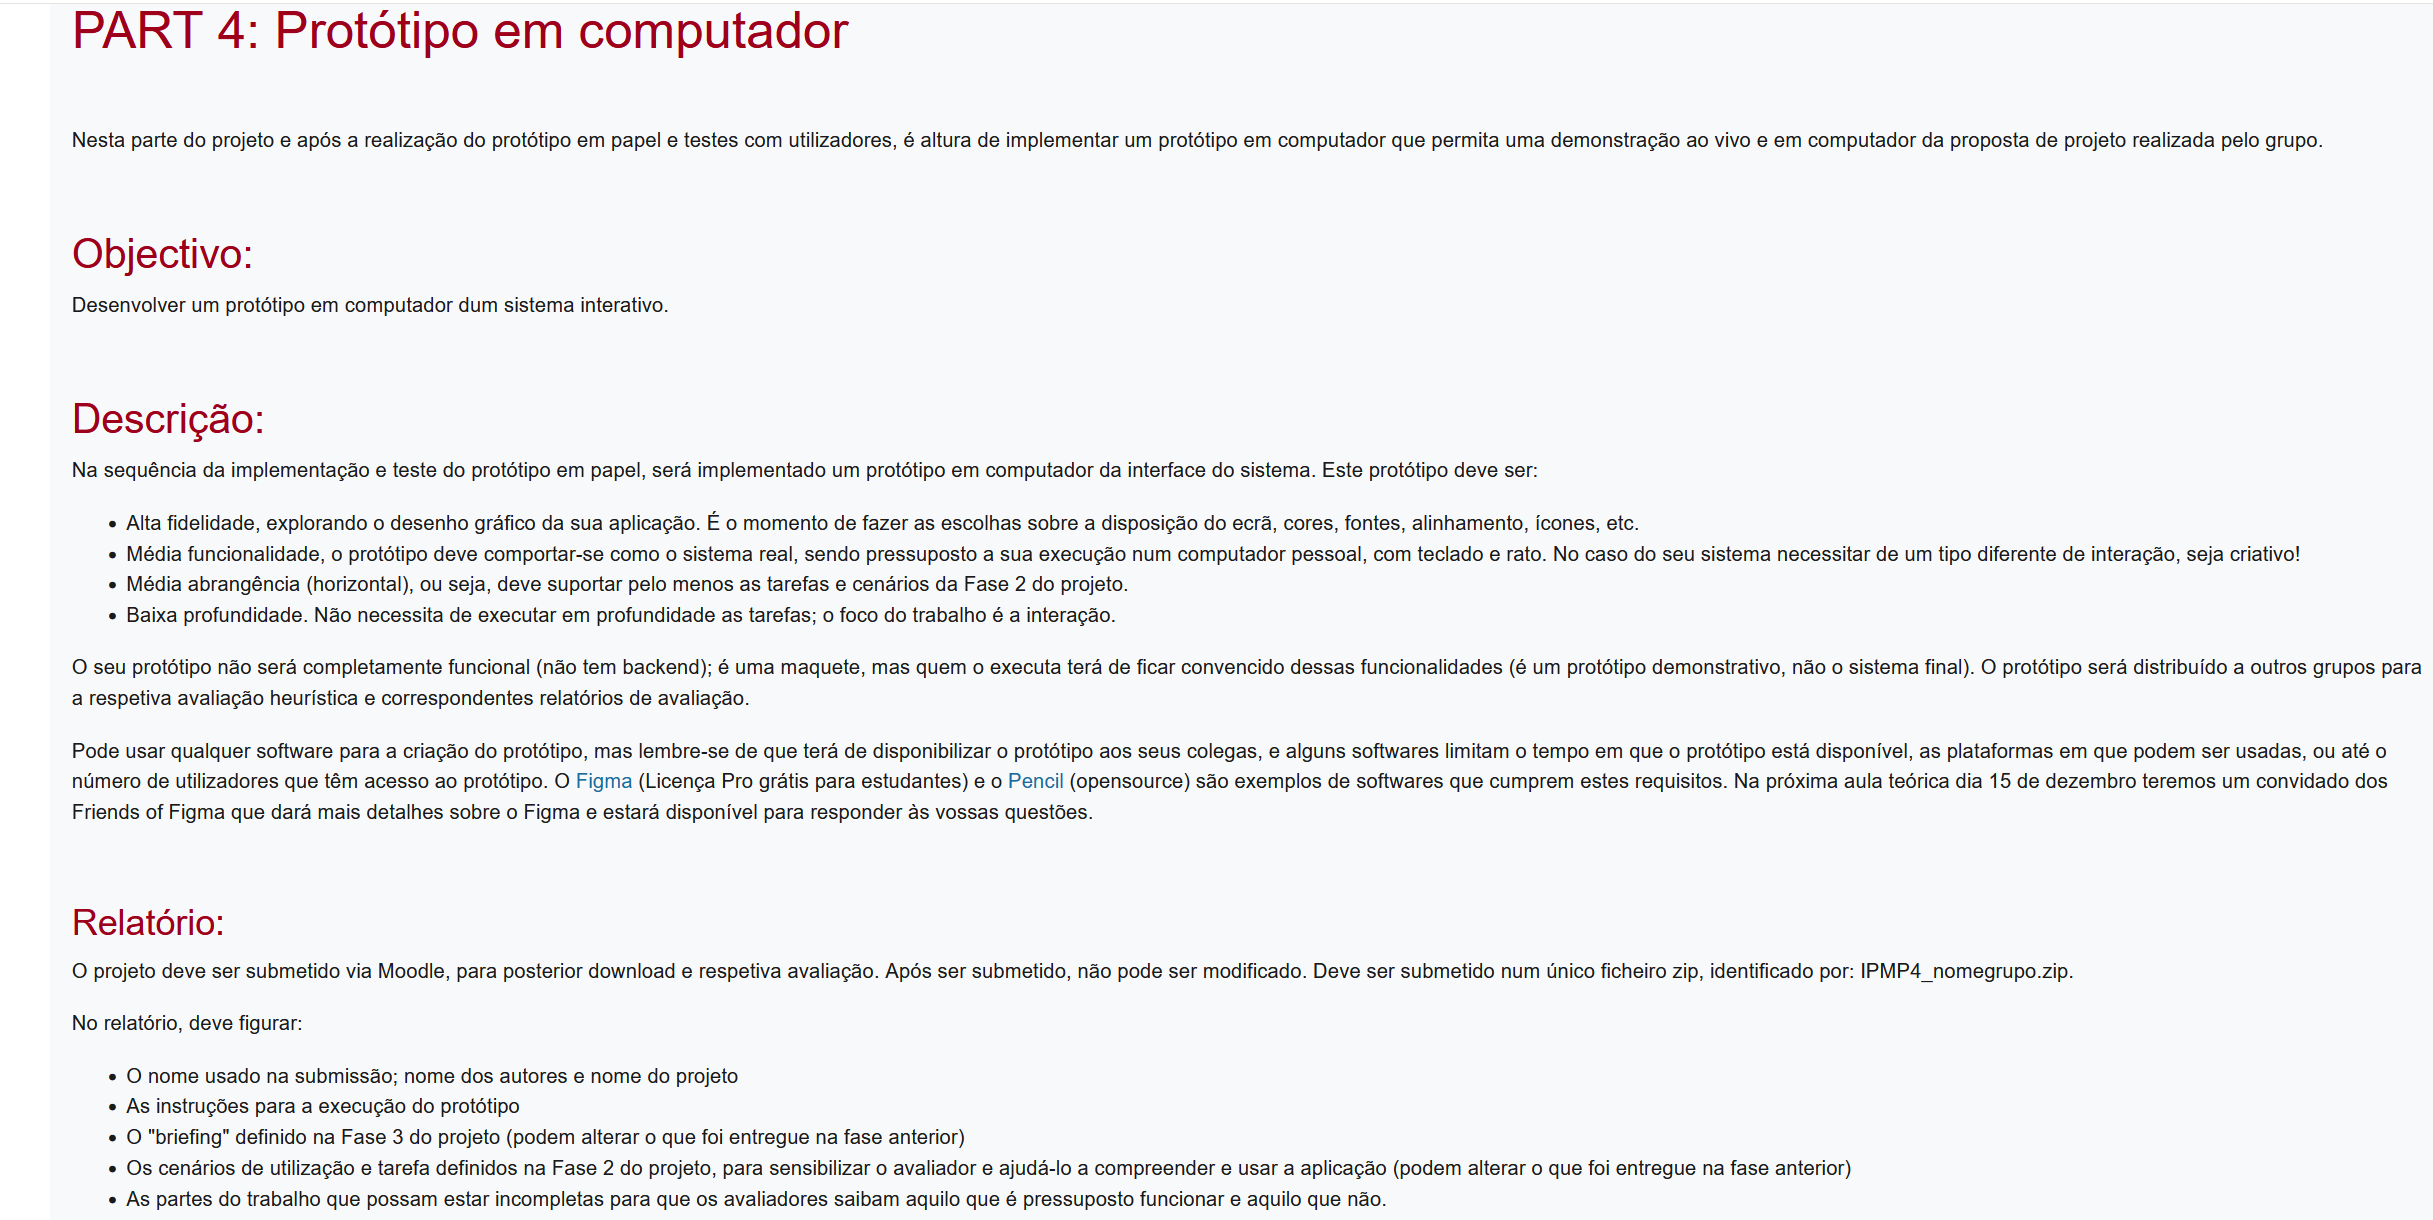 PART 4: Protótipo em computador
Nesta parte do projeto e após a realização do protótipo em papel e testes com utilizadores, é altura de implementar um protótipo em computador que permita uma demonstração ao vivo e em computador da proposta de projeto realizada pelo grupo.
Objectivo:
Desenvolver um protótipo em computador dum sistema interativo.
Descrição:
Na sequência da implementação e teste do protótipo em papel, será implementado um protótipo em computador da interface do sistema. Este protótipo deve ser:
• Alta fidelidade, explorando o desenho gráfico da sua aplicação. É o momento de fazer as escolhas sobre a disposição do ecrã, cores, fontes, alinhamento, ícones, etc.
• Média funcionalidade, o protótipo deve comportar-se como o sistema real, sendo pressuposto a sua execução num computador pessoal, com teclado e rato. No caso do seu sistema necessitar de um tipo diferente de interação, seja criativo!
• Média abrangência (horizontal), ou seja, deve suportar pelo menos as tarefas e cenários da Fase 2 do projeto.
• Baixa profundidade. Não necessita de executar em profundidade as tarefas; o foco do trabalho é a interação.
O seu protótipo não será completamente funcional (não tem backend); é uma maquete, mas quem o executa terá de ficar convencido dessas funcionalidades (é um protótipo demonstrativo, não o sistema final). O protótipo será distribuído a outros grupos para
a respetiva avaliação heurística e correspondentes relatórios de avaliação.
Pode usar qualquer software para a criação do protótipo, mas lembre-se de que terá de disponibilizar o protótipo aos seus colegas, e alguns softwares limitam o tempo em que o protótipo está disponível, as plataformas em que podem ser usadas, ou até o
número de utilizadores que têm acesso ao protótipo. O Figma (Licença Pro grátis para estudantes) e o Pencil (opensource) são exemplos de softwares que cumprem estes requisitos. Na próxima aula teórica dia 15 de dezembro teremos um convidado dos
Friends of Figma que dará mais detalhes sobre o Figma e estará disponível para responder às vossas questões.
Relatório:
O projeto deve ser submetido via Moodle, para posterior download e respetiva avaliação. Após ser submetido, não pode ser modificado. Deve ser submetido num único ficheiro zip, identificado por: IPMP4_nomegrupo.zip.
No relatório, deve figurar:
• O nome usado na submissão; nome dos autores e nome do projeto
• As instruções para a execução do protótipo
• O "briefing" definido na Fase 3 do projeto (podem alterar o que foi entregue na fase anterior)
• Os cenários de utilização e tarefa definidos na Fase 2 do projeto, para sensibilizar o avaliador e ajudá-lo a compreender e usar a aplicação (podem alterar o que foi entregue na fase anterior)
• As partes do trabalho que possam estar incompletas para que os avaliadores saibam aquilo que é pressuposto funcionar e aquilo que não.